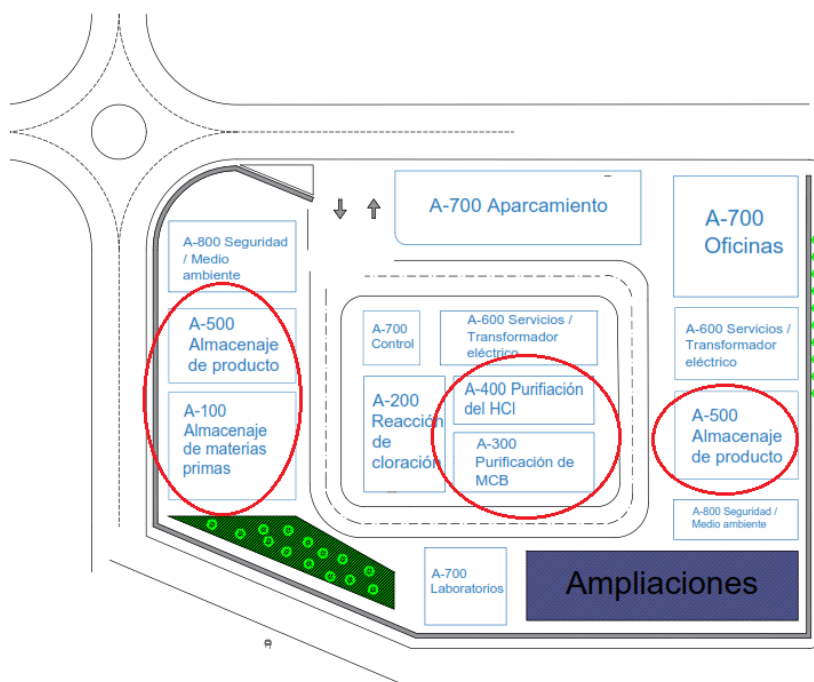 A-700 Aparcamiento
A-700
Oficinas
A-800 Seguridad
/ Medio
ambiente
A-500
Almacenaje
de producto
A-100
Almacenaje
de materias
primas
A-700
Control
A-600 Servicios /
Transformador
eléctrico
A-200
Reacción
de
cloración
A-400 Purifiación
del HCl
A-300
Purificación de
MCB
A-600 Servicios /
Transformador
eléctrico
A-500
Almacenaje
de producto
A-800 Seguridad /
Medio ambiente
A-700
Laboratorios
Ampliaciones